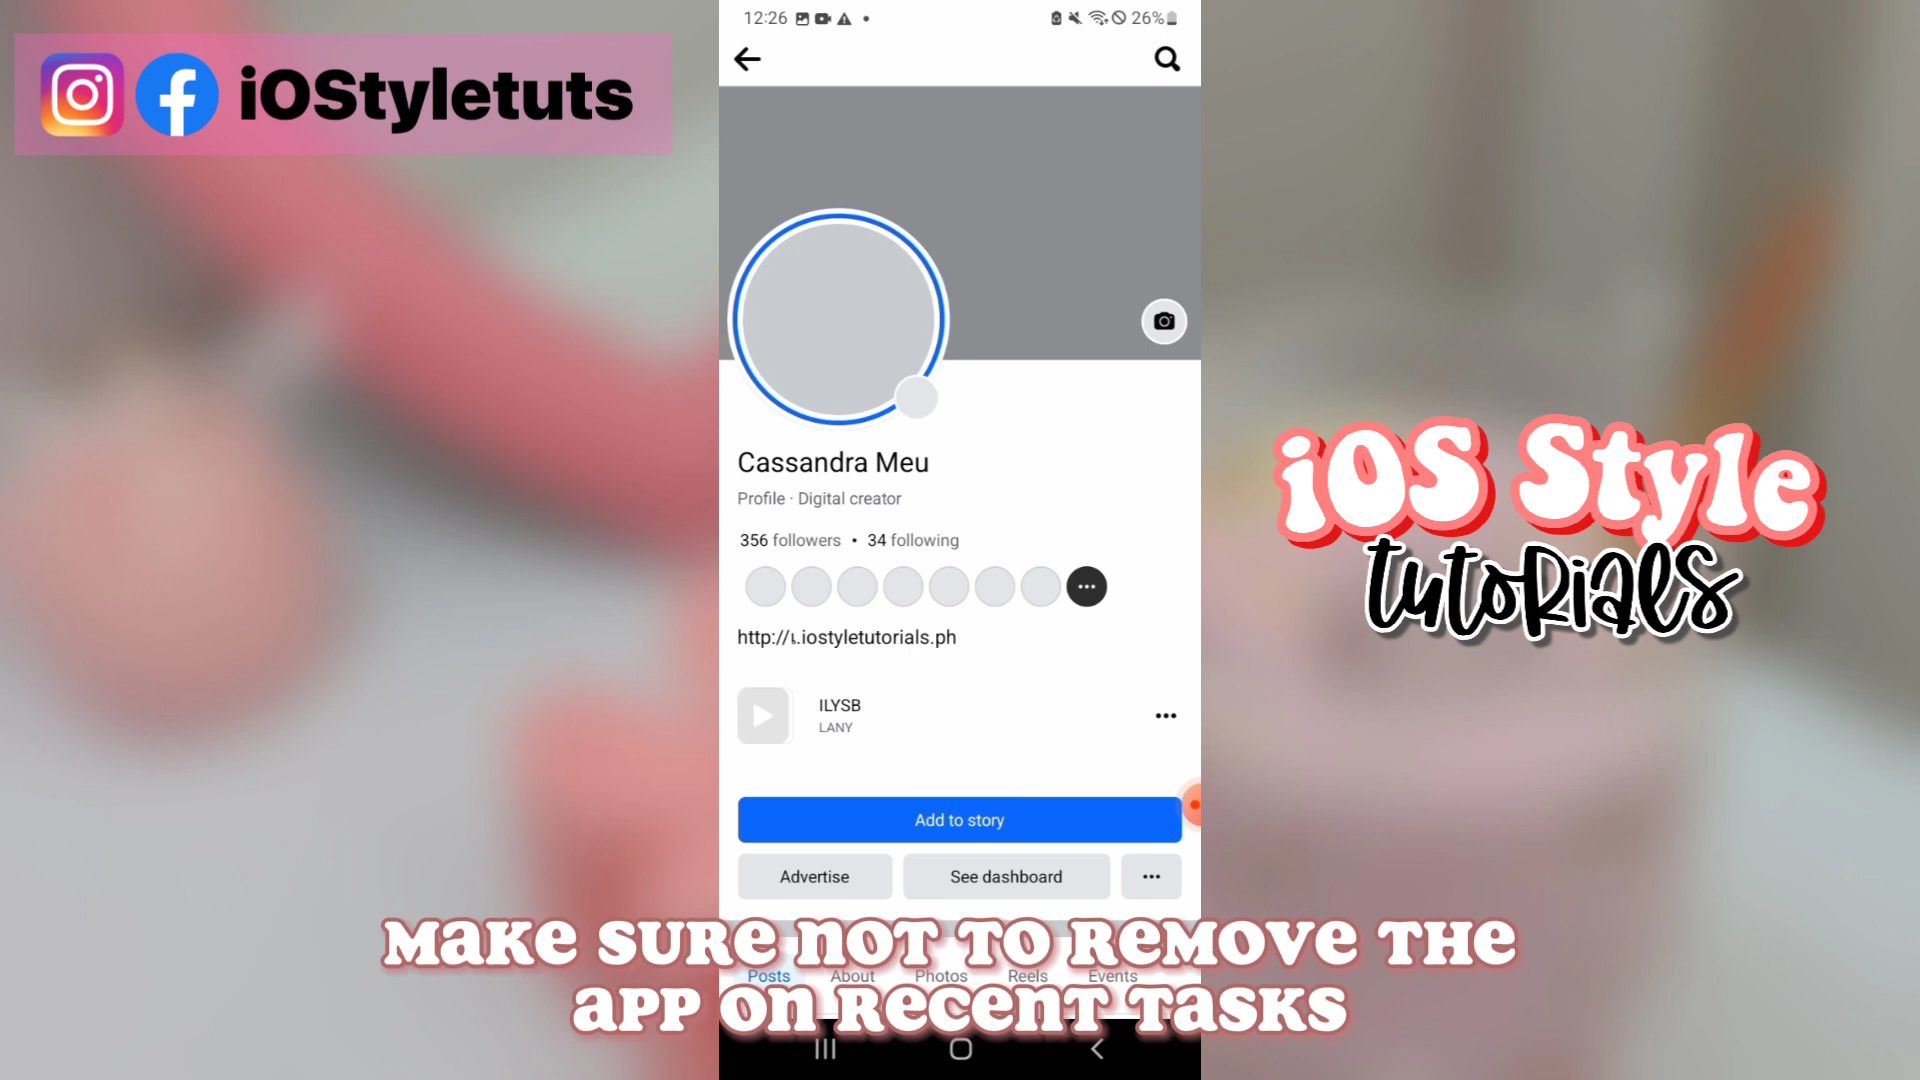 12:26
26%
iOStyletuts
Cassandra Meu
Profile · Digital creator
356 followers • 34 following
http://ι.iostyletutorials.ph
ILYSB
LANY
Add to story
Advertise
See dashboard
Posts About Photos Reels Events
MAKE SURE NOT TO REMOVE THE
APP ON RECENT TASKS
iOS Style
tutorials